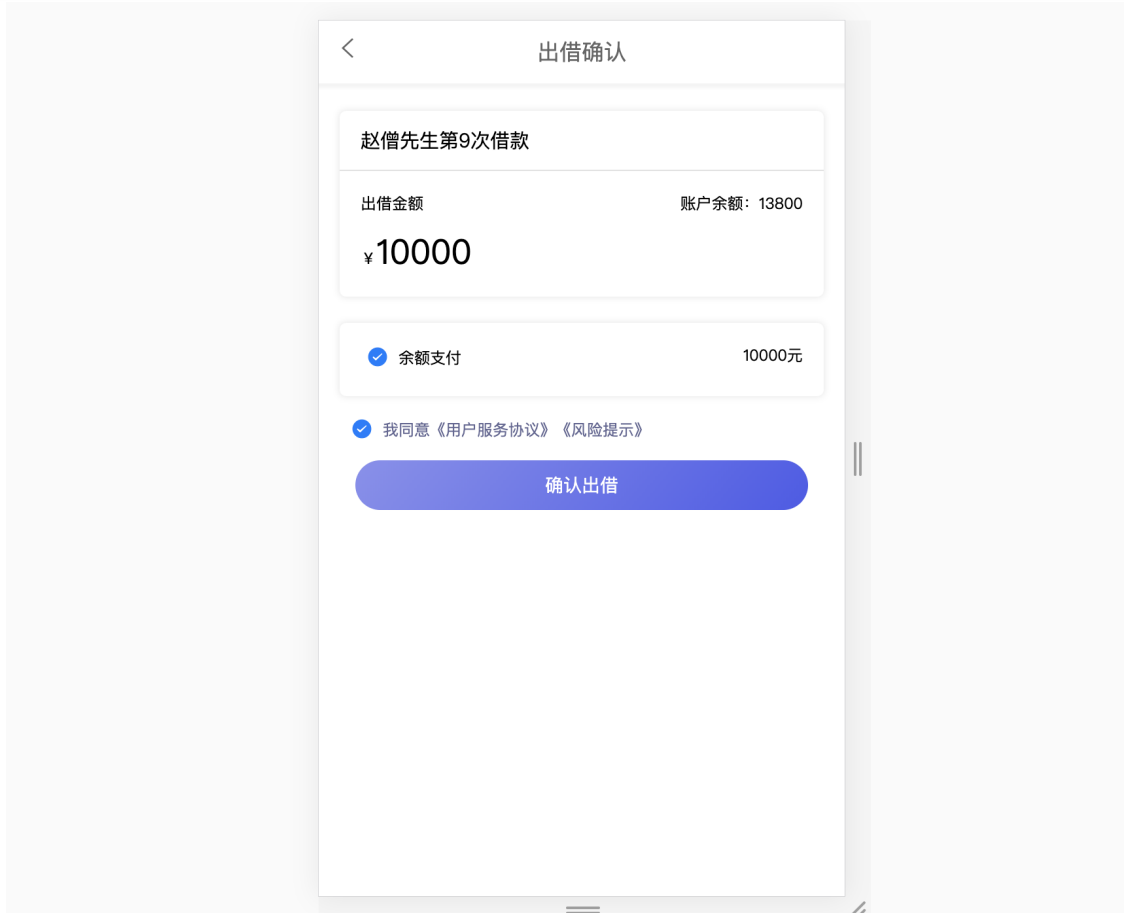 出借确认
赵僧先生第9次借款
出借金额 账户余额：13800
¥10000
余额支付 10000元
我同意《用户服务协议》《风险提示》
确认出借